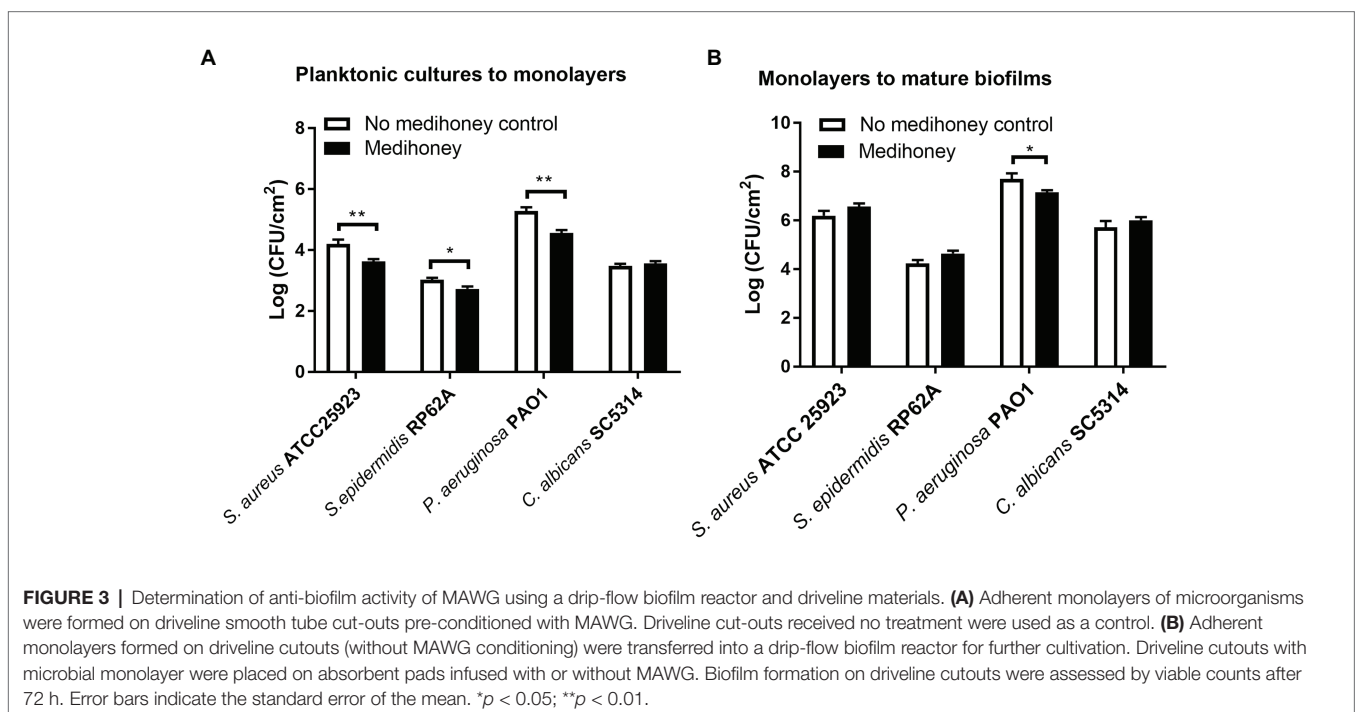 A
Planktonic cultures to monolayers
No medihoney control
Medihoney
Log (CFU/cm²)
8
6
4
2
0
**
*
**
S. aureus ATCC25923
S.epidermidis RP62A
P. aeruginosa PAO1
C. albicans SC5314
B
Monolayers to mature biofilms
No medihoney control
Medihoney
Log (CFU/cm²)
10
8
6
4
2
0
*
S. aureus ATCC 25923
S. epidermidis RP62A
P. aeruginosa PAO1
C. albicans SC5314
FIGURE 3 | Determination of anti-biofilm activity of MAWG using a drip-flow biofilm reactor and driveline materials. (A) Adherent monolayers of microorganisms
were formed on driveline smooth tube cut-outs pre-conditioned with MAWG. Driveline cut-outs received no treatment were used as a control. (B) Adherent
monolayers formed on driveline cutouts (without MAWG conditioning) were transferred into a drip-flow biofilm reactor for further cultivation. Driveline cutouts with
microbial monolayer were placed on absorbent pads infused with or without MAWG. Biofilm formation on driveline cutouts were assessed by viable counts after
72 h. Error bars indicate the standard error of the mean. *p < 0.05; **p < 0.01.